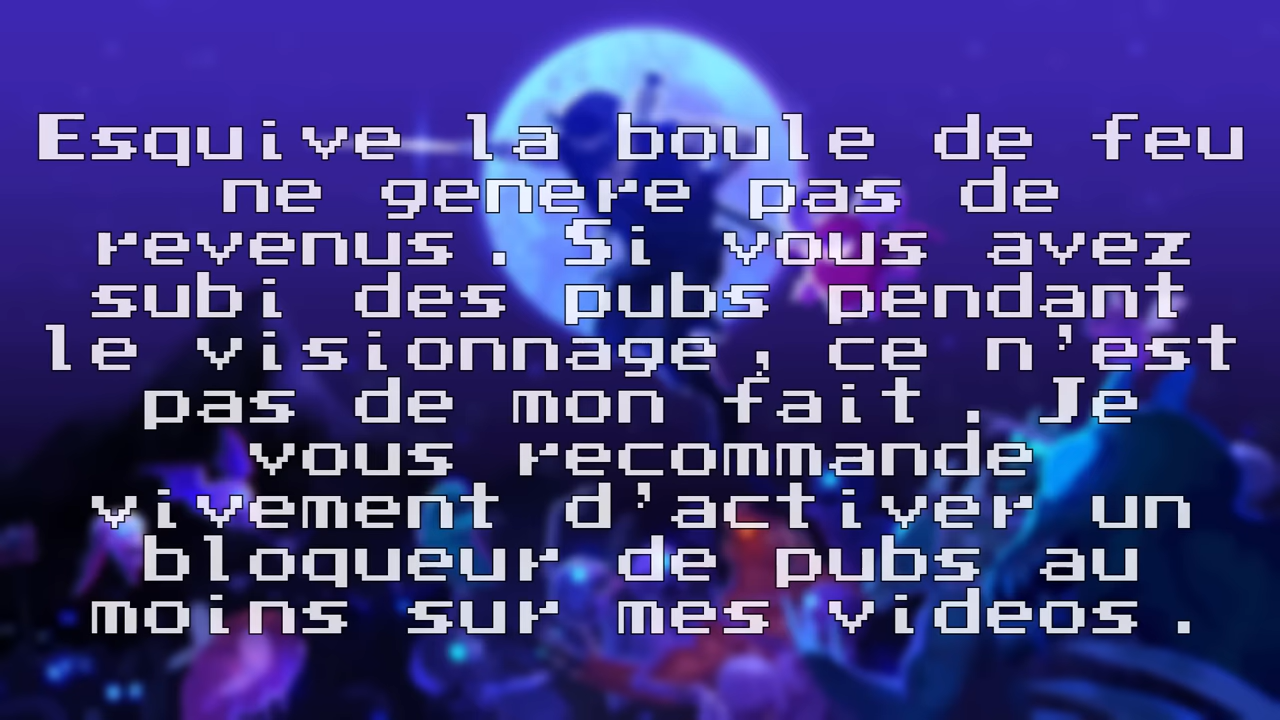 Esquive la boule de feu
ne genere pas de
revenus. Si vous avez
subi des pubs pendant
le visionnage, ce n'est
pas de mon fait. Je
vous recommande
vivement d'activer un
bloqueur de pubs au
moins sur mes videos.